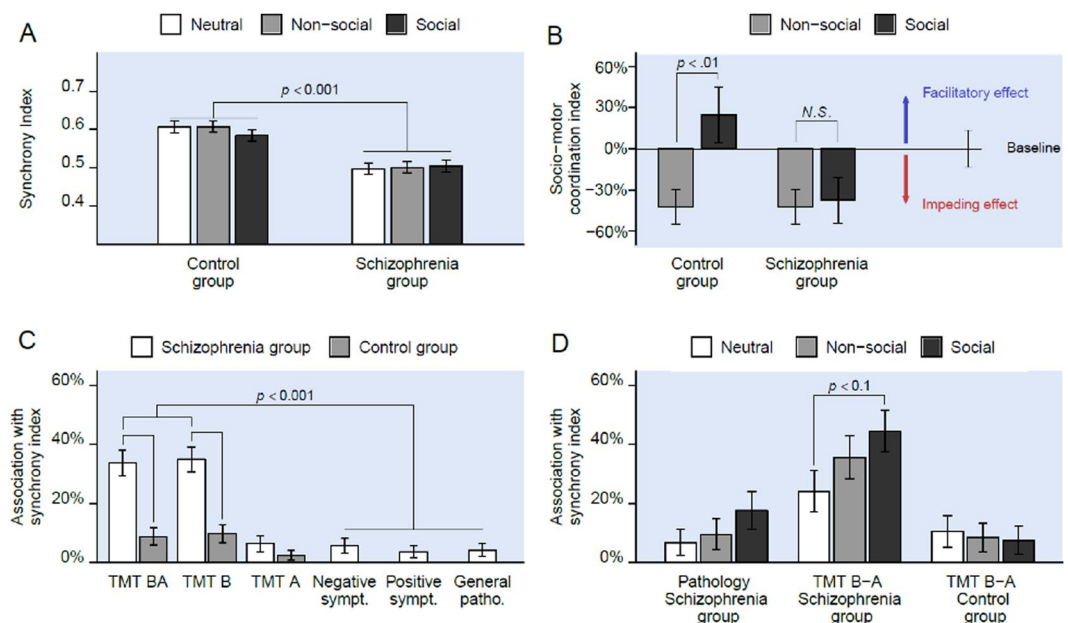 A
Neutral Non-social Social
Synchrony Index
0.7
0.6
0.5
0.4
p < 0.001
Control
group
Schizophrenia
group
B
Non-social Social
Socio-motor
coordination index
60%
30%
0%
−30%
−60%
p < .01
N.S.
Facilitatory effect
Baseline
Impeding effect
Control
group
Schizophrenia
group
C
Schizophrenia group Control group
Association with
synchrony index
60%
40%
20%
0%
p < 0.001
TMT BA TMT B TMT A Negative Positive General
sympt. sympt. patho.
D
Neutral Non−social Social
Association with
synchrony index
60%
40%
20%
0%
p < 0.1
Pathology TMT B−A TMT B−A
Schizophrenia Schizophrenia Control
group group group